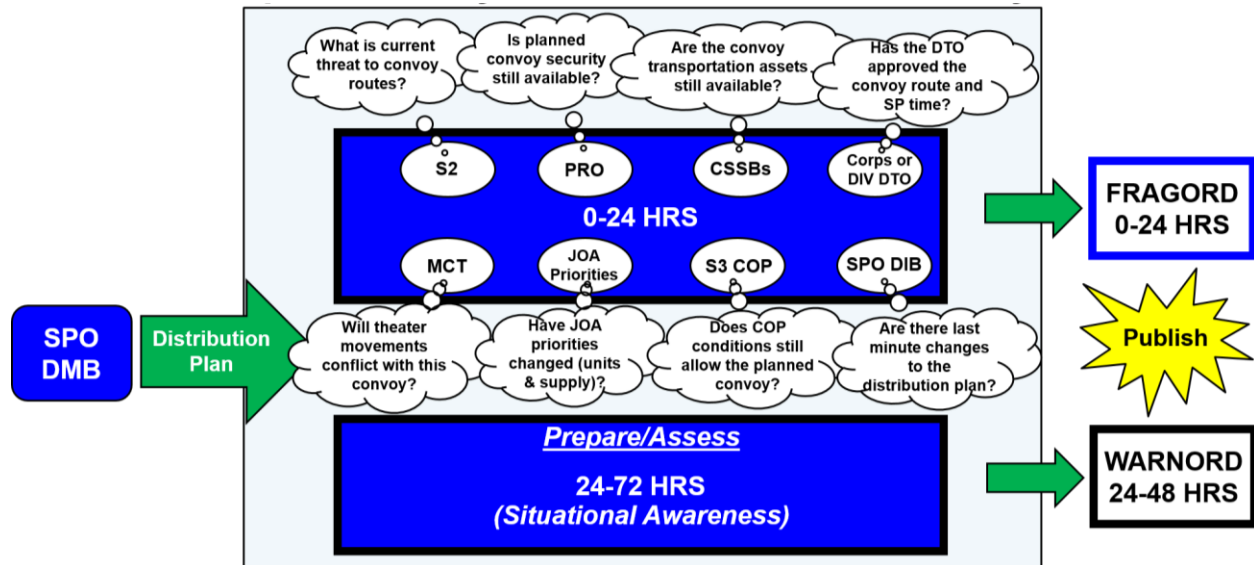 What is current
threat to convoy
routes?
Is planned
convoy security
still available?
Are the convoy
transportation assets
still available?
Has the DTO
approved the
convoy route and
SP time?
S2
PRO
CSSBs
Corps or
DIV DTO
0-24 HRS
MCT
JOA
Priorities
S3 COP
SPO DIB
SPO
DMB
Distribution
Plan
Will theater
movements
conflict with this
convoy?
Have JOA
priorities
changed (units
& supply)?
Does COP
conditions still
allow the planned
convoy?
Are there last
minute changes
to the
distribution plan?
Prepare/Assess
24-72 HRS
(Situational Awareness)
FRAGORD
0-24 HRS
Publish
WARNORD
24-48 HRS